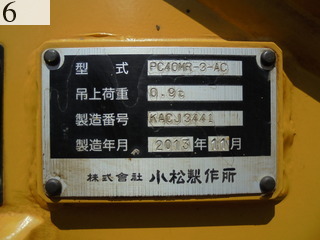 6
型式 PC40MR-3-AC
吊上荷重 0.9t
製造番号 KACJ3441
製造年月 2013年11月
株式會社 小松製作所